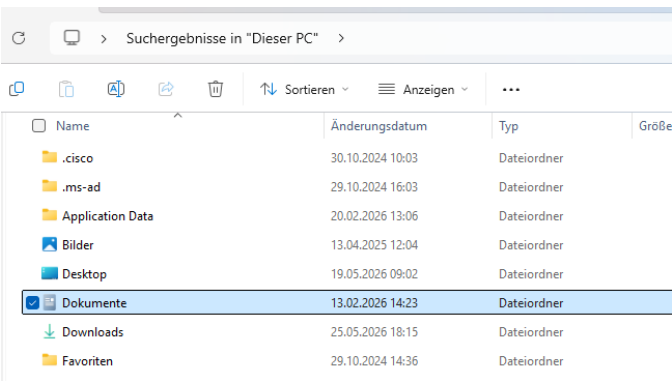 Suchergebnisse in "Dieser PC"
Sortieren Anzeigen
Name Änderungsdatum Typ Größe
.cisco 30.10.2024 10:03 Dateiordner
.ms-ad 29.10.2024 16:03 Dateiordner
Application Data 20.02.2026 13:06 Dateiordner
Bilder 13.04.2025 12:04 Dateiordner
Desktop 19.05.2026 09:02 Dateiordner
Dokumente 13.02.2026 14:23 Dateiordner
Downloads 25.05.2026 18:15 Dateiordner
Favoriten 29.10.2024 14:36 Dateiordner